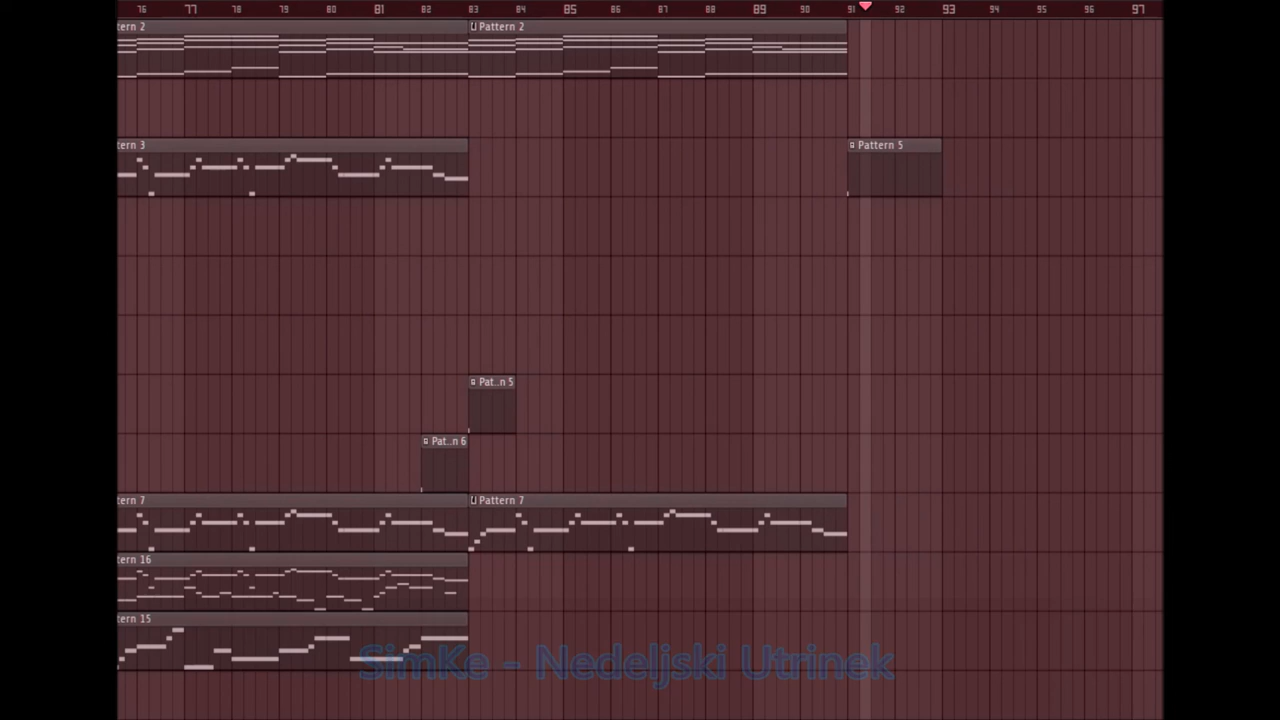 76 77 78 79 80 81 82 83 84 85 86 87 88 89 90 91 92 93 94 95 96 97
tern 2 Pattern 2
tern 3 Pattern 5
Pat..n 5
Pat..n 6
tern 7 Pattern 7
tern 16
tern 15
SimKe - Nedeljski Utrinek